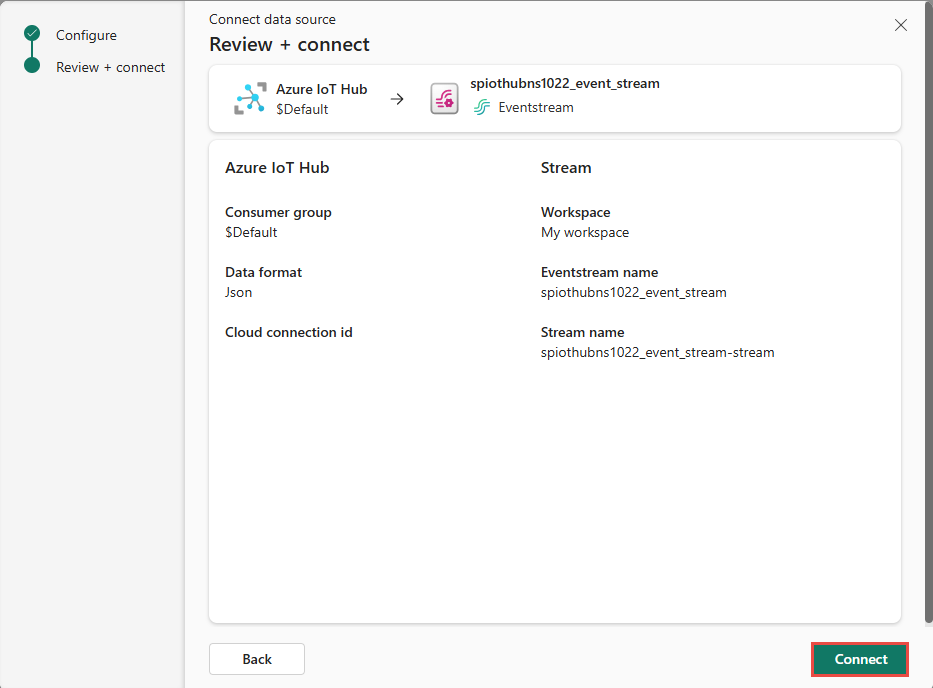 Configure
Review + connect
Connect data source
Review + connect
Azure IoT Hub
$Default
spiothubns1022_event_stream
Eventstream
Azure IoT Hub
Consumer group
$Default
Data format
Json
Cloud connection id
Stream
Workspace
My workspace
Eventstream name
spiothubns1022_event_stream
Stream name
spiothubns1022_event_stream-stream
Back
Connect